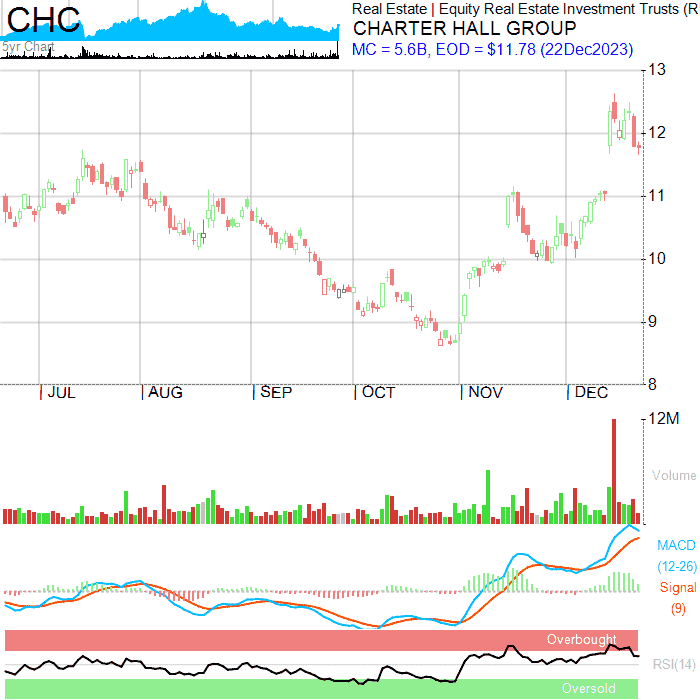 CHC
5yr Chart
Real Estate | Equity Real Estate Investment Trusts (R
CHARTER HALL GROUP
MC = 5.6B, EOD = $11.78 (22Dec2023)
13
12
11
10
9
8
JUL AUG SEP OCT NOV DEC
12M
Volume
MACD
(12-26)
Signal
(9)
Overbought
RSI(14)
Oversold